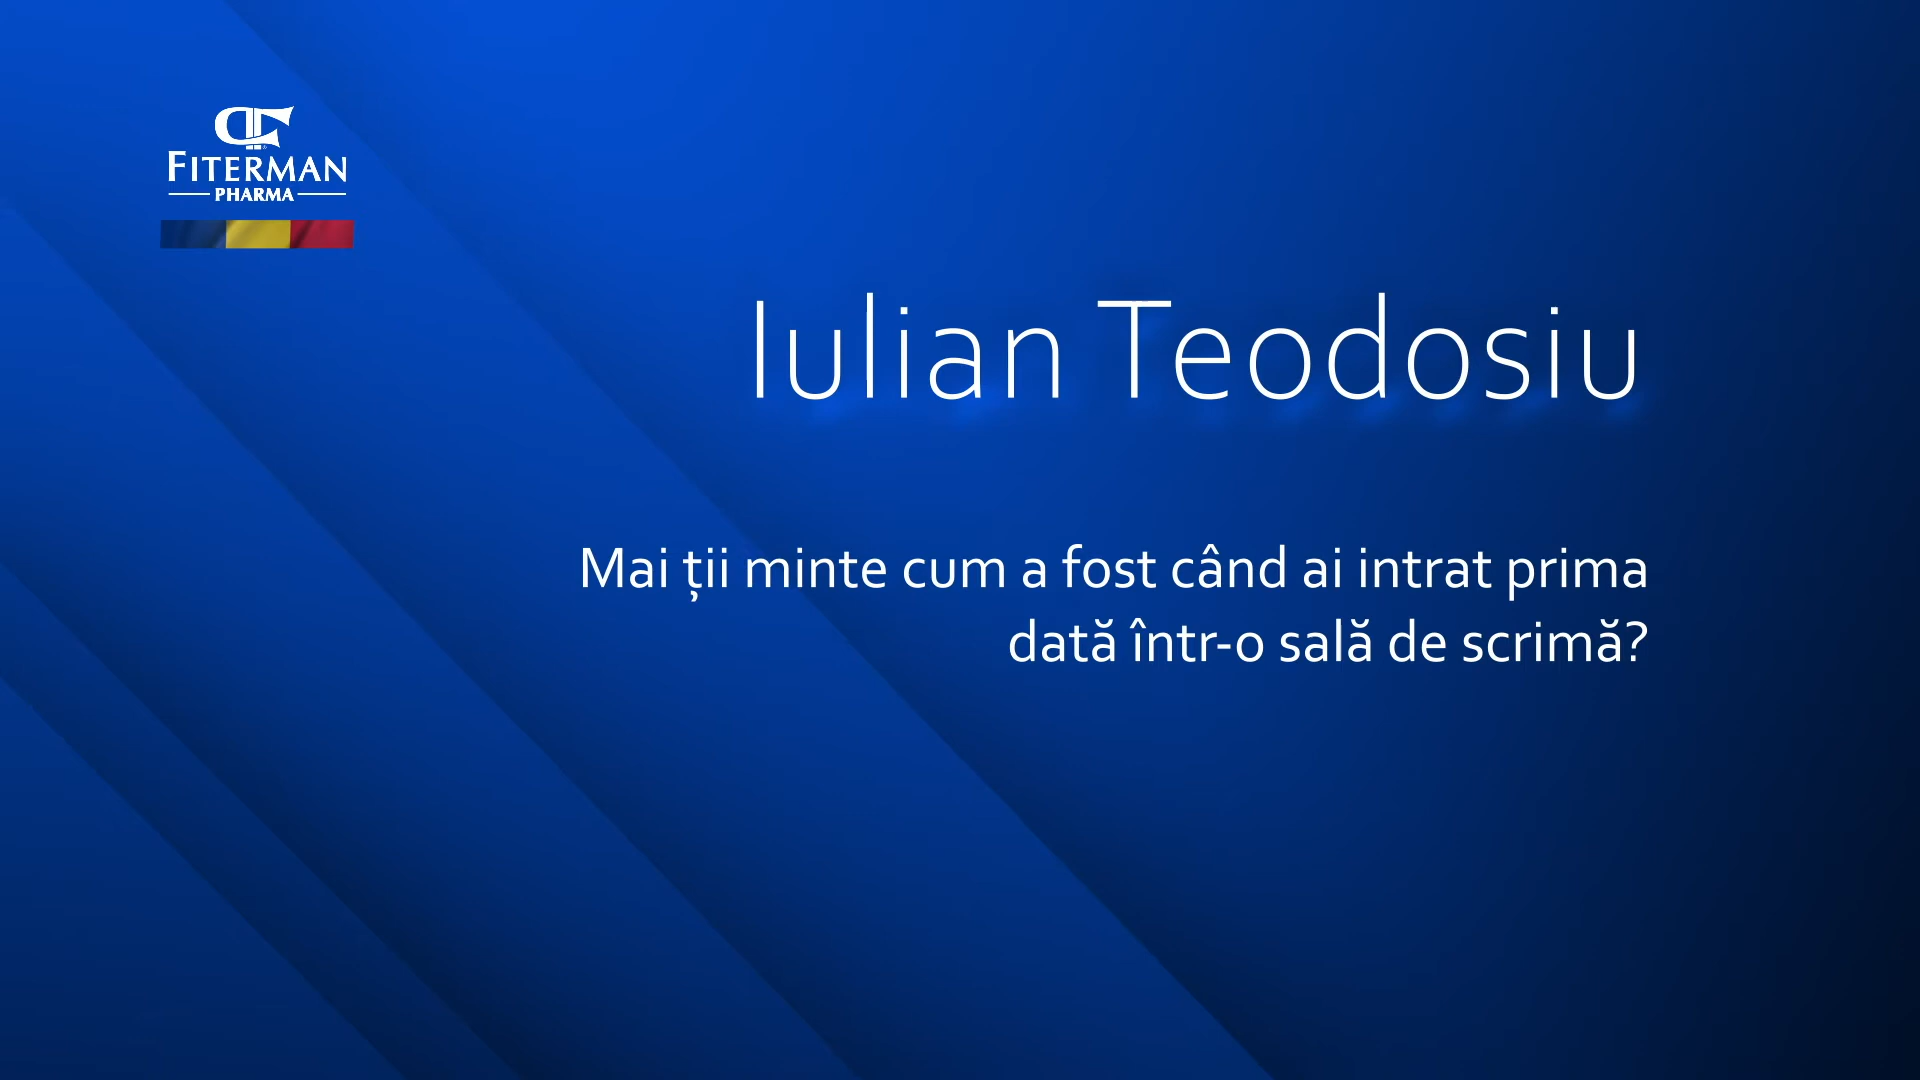 FITERMAN
PHARMA
Iulian Teodosiu
Mai ții minte cum a fost când ai intrat prima
dată într-o sală de scrimă?